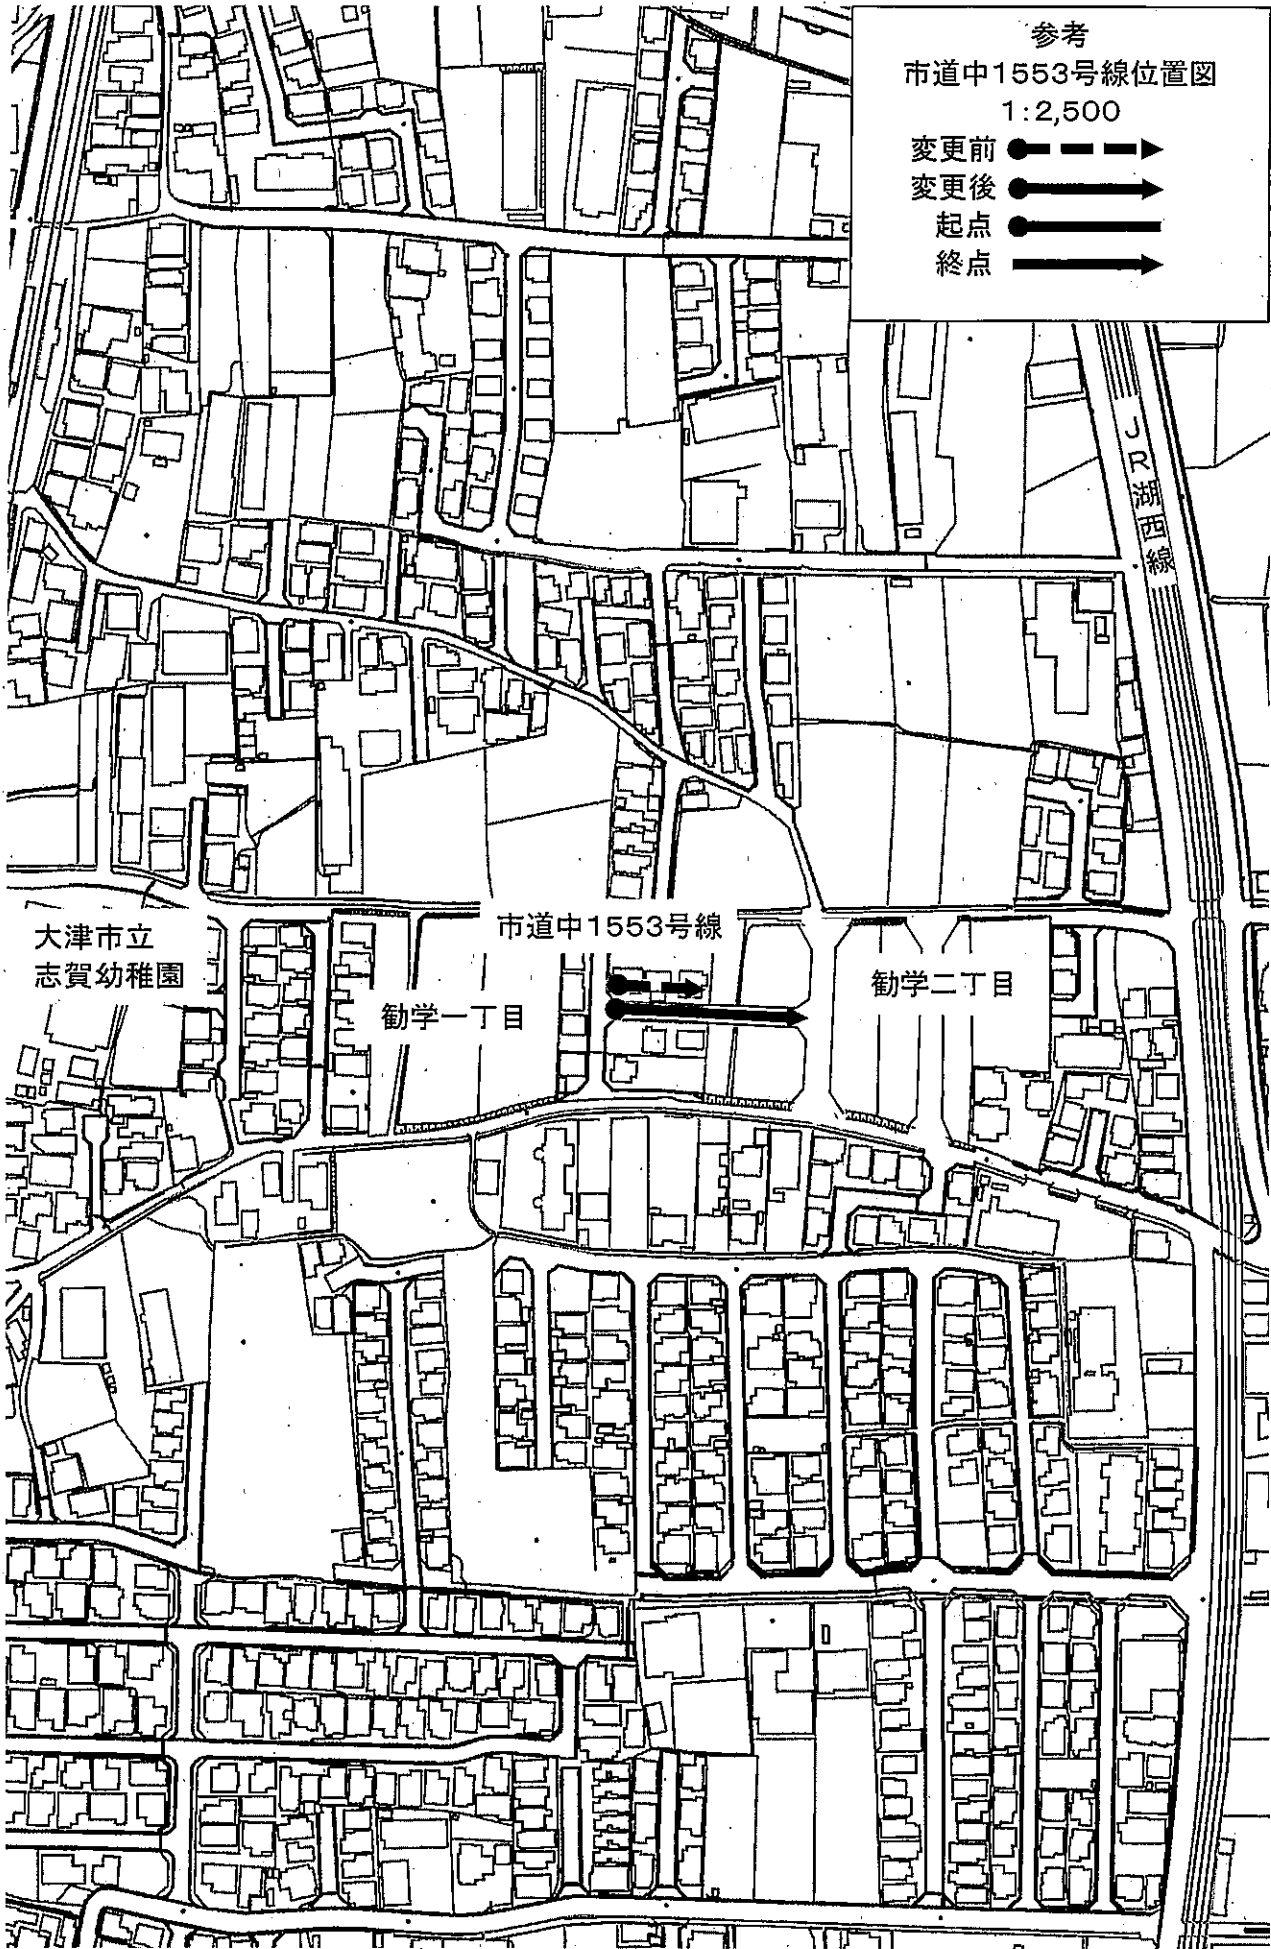 参考
市道中1553号線位置図
1:2,500
変更前
変更後
起点
終点
JR湖西線
大津市立
志賀幼稚園
市道中1553号線
勧学一丁目
勧学二丁目